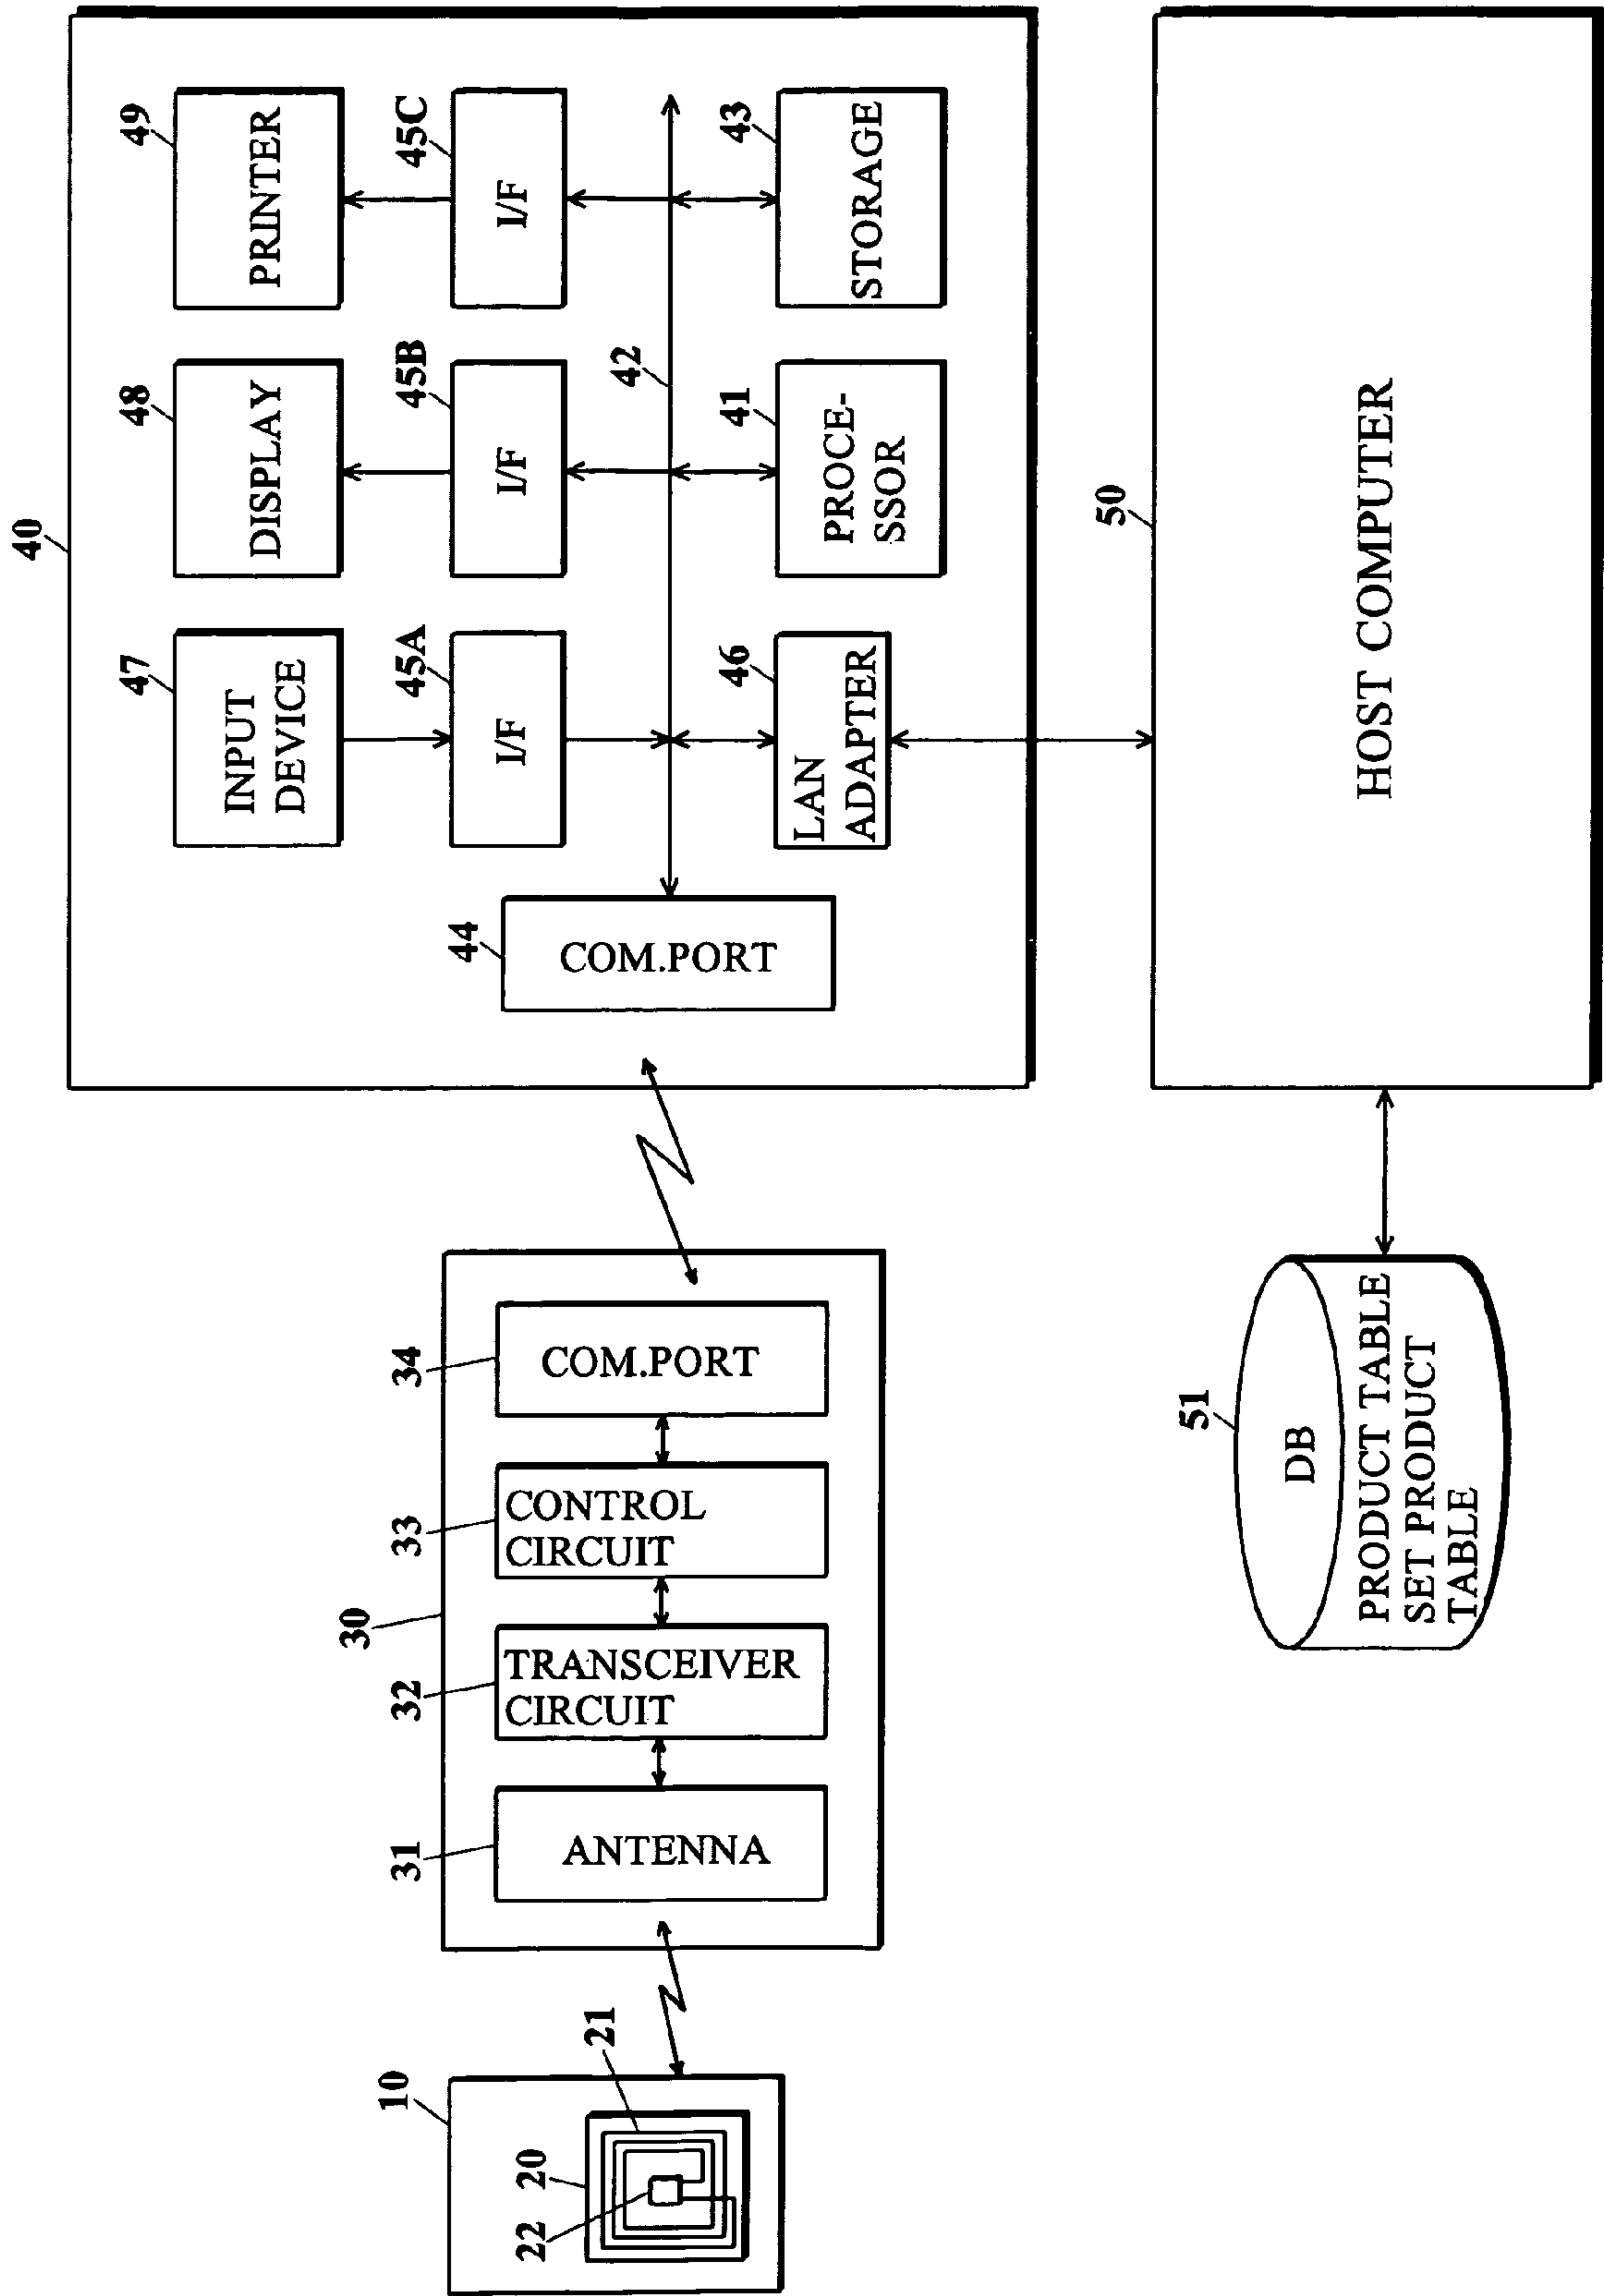 40
47
INPUT
DEVICE
48
DISPLAY
49
PRINTER
45A
I/F
45B
I/F
45C
I/F
42
44
COM.PORT
46
LAN
ADAPTER
41
PROCE-
SSOR
43
STORAGE
10
20
21
22
30
31
ANTENNA
32
TRANSCEIVER
CIRCUIT
33
CONTROL
CIRCUIT
34
COM.PORT
50
HOST COMPUTER
51
DB
PRODUCT TABLE
SET PRODUCT
TABLE